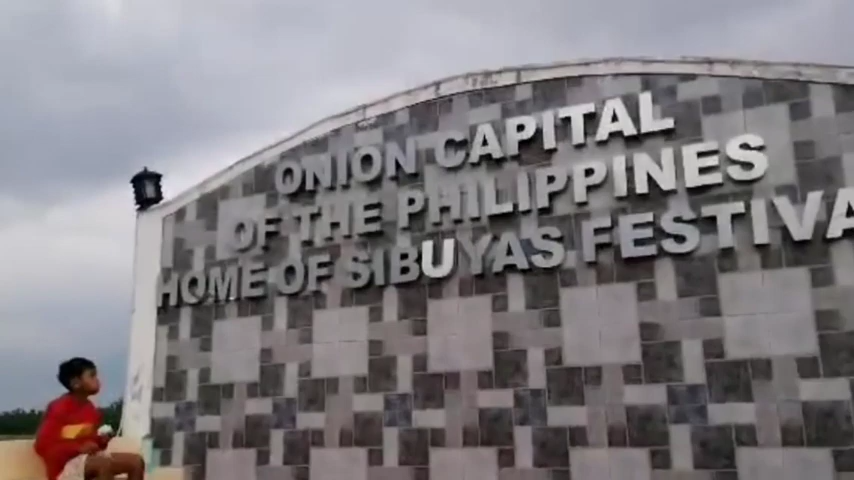 ONION CAPITAL
OF THE PHILIPPINES
HOME OF SIBUYAS FESTIVA